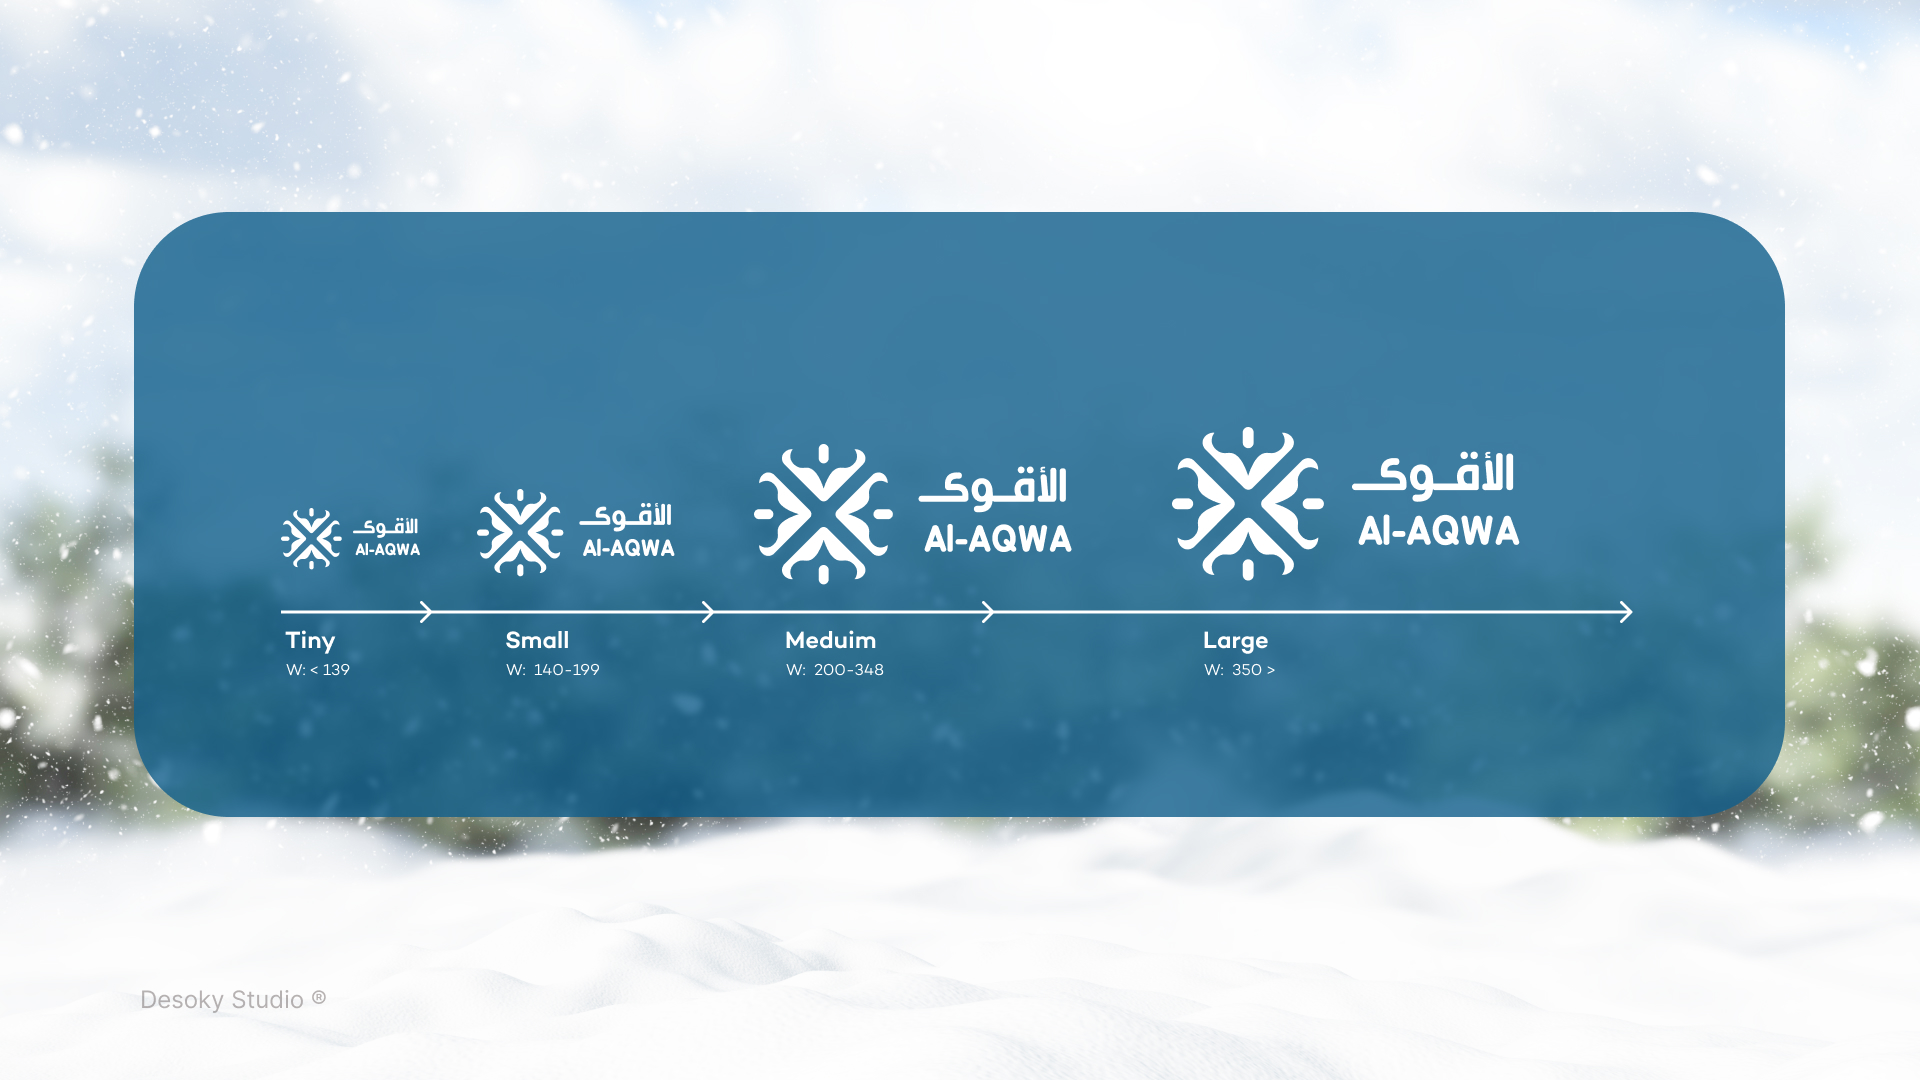 الأقوى
Al-AQWA
الأقوى
Al-AQWA
الأقوى
Al-AQWA
الأقوى
Al-AQWA
Tiny
W: < 139
Small
W: 140-199
Meduim
W: 200-348
Large
W: 350 >
Desoky Studio ®